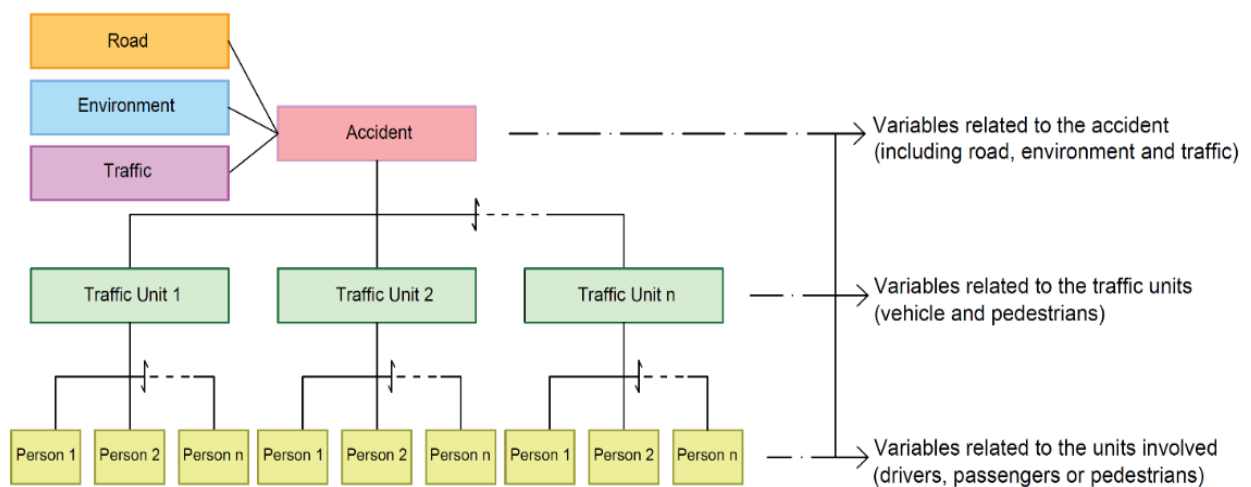 Road
Environment
Traffic
Accident
Variables related to the accident
(including road, environment and traffic)
Traffic Unit 1
Traffic Unit 2
Traffic Unit n
Variables related to the traffic units
(vehicle and pedestrians)
Person 1
Person 2
Person n
Person 1
Person 2
Person n
Person 1
Person 2
Person n
Variables related to the units involved
(drivers, passengers or pedestrians)